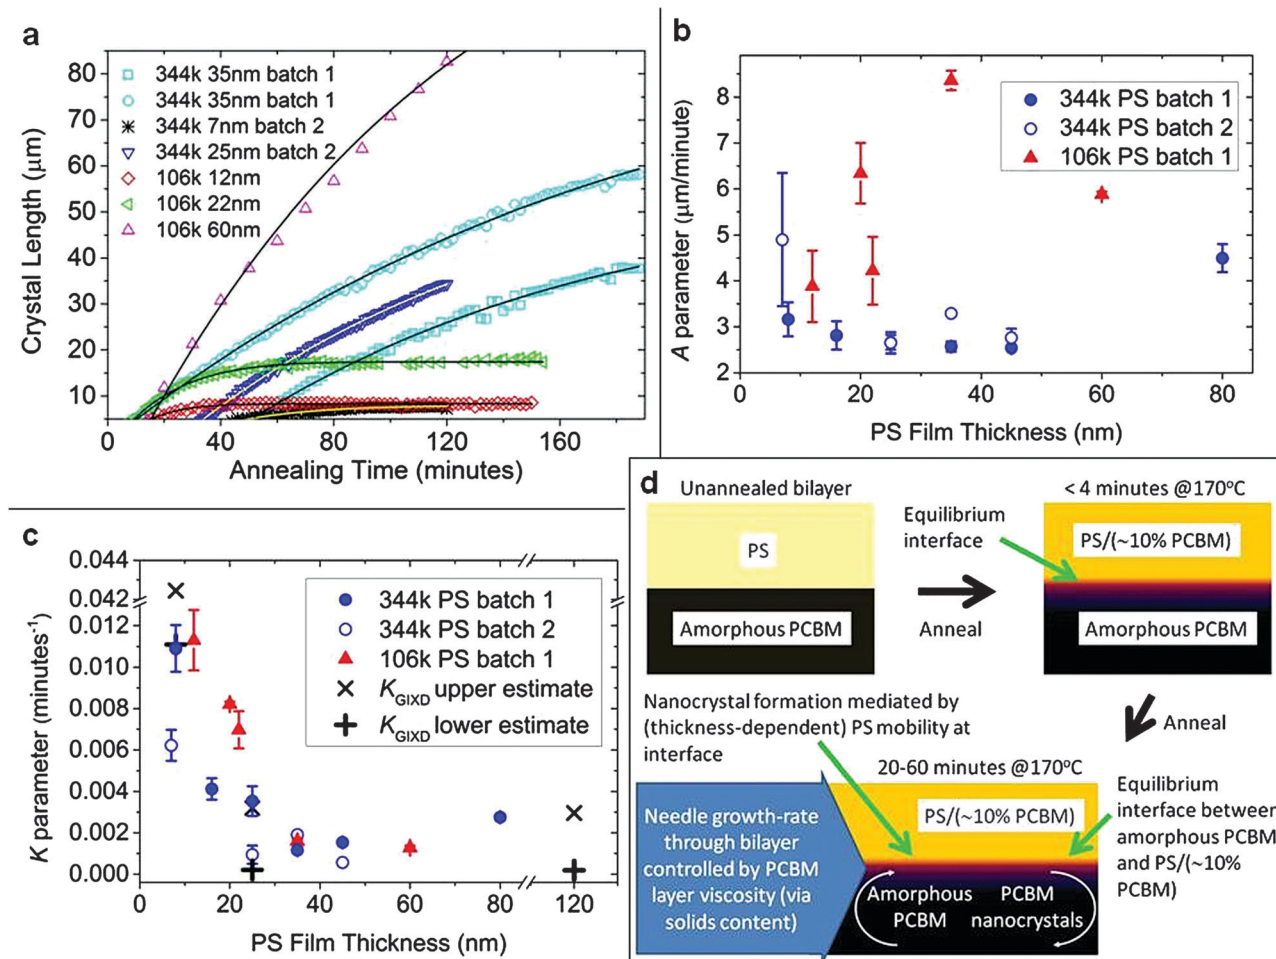 a
Crystal Length (μm)
80
70
60
50
40
30
20
10
344k 35nm batch 1
344k 35nm batch 1
344k 7nm batch 2
344k 25nm batch 2
106k 12nm
106k 22nm
106k 60nm
0 40 80 120 160
Annealing Time (minutes)
b
A parameter (μm/minute)
8
7
6
5
4
3
2
344k PS batch 1
344k PS batch 2
106k PS batch 1
0 20 40 60 80
PS Film Thickness (nm)
c
K parameter (minutes⁻¹)
0.044
0.042
0.012
0.010
0.008
0.006
0.004
0.002
0.000
344k PS batch 1
344k PS batch 2
106k PS batch 1
K_GIXD upper estimate
K_GIXD lower estimate
0 20 40 60 80 120
PS Film Thickness (nm)
d
Unannealed bilayer
PS
Amorphous PCBM
Equilibrium
interface
Anneal
< 4 minutes @170°C
PS/(~10% PCBM)
Amorphous PCBM
Anneal
Nanocrystal formation mediated by
(thickness-dependent) PS mobility at
interface
20-60 minutes @170°C
PS/(~10% PCBM)
Amorphous
PCBM
PCBM
nanocrystals
Equilibrium
interface between
amorphous PCBM
and PS/(~10%
PCBM)
Needle growth-rate
through bilayer
controlled by PCBM
layer viscosity (via
solids content)